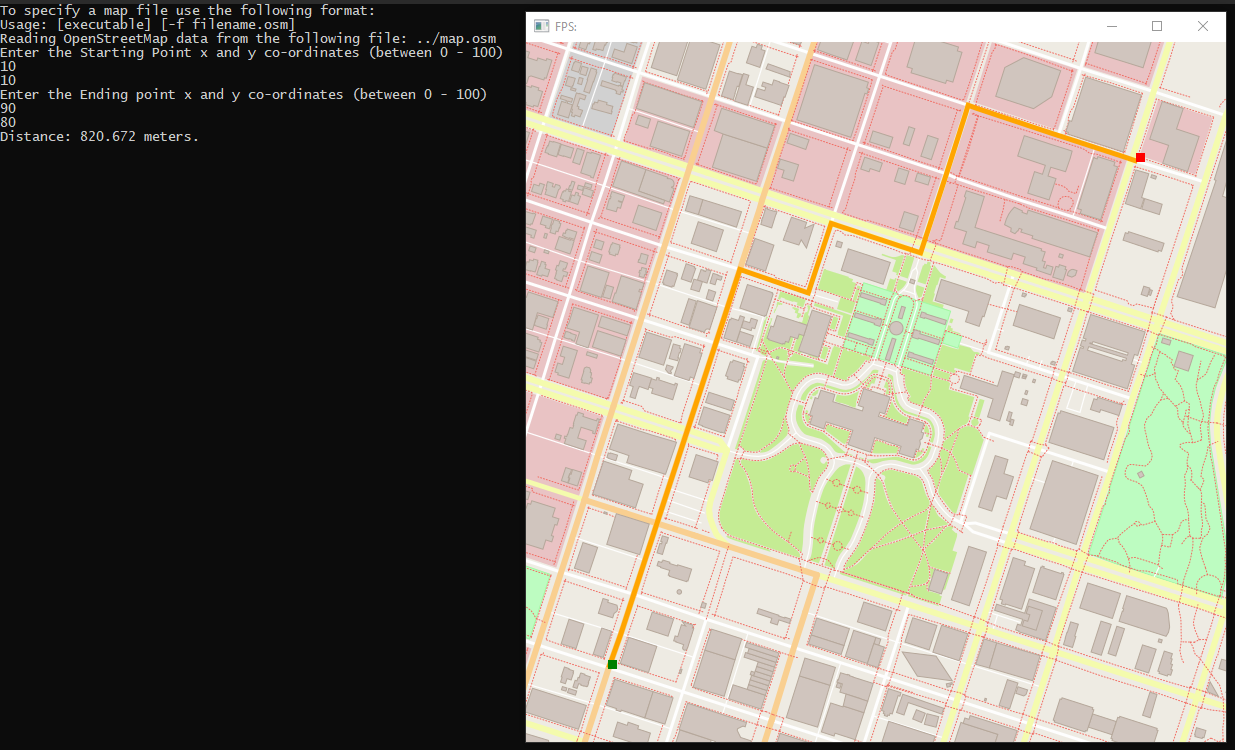 To specify a map file use the following format:
Usage: [executable] [-f filename.osm]
Reading OpenStreetMap data from the following file: ../map.osm
Enter the Starting Point x and y co-ordinates (between 0 - 100)
10
10
Enter the Ending point x and y co-ordinates (between 0 - 100)
90
80
Distance: 820.672 meters.
FPS: